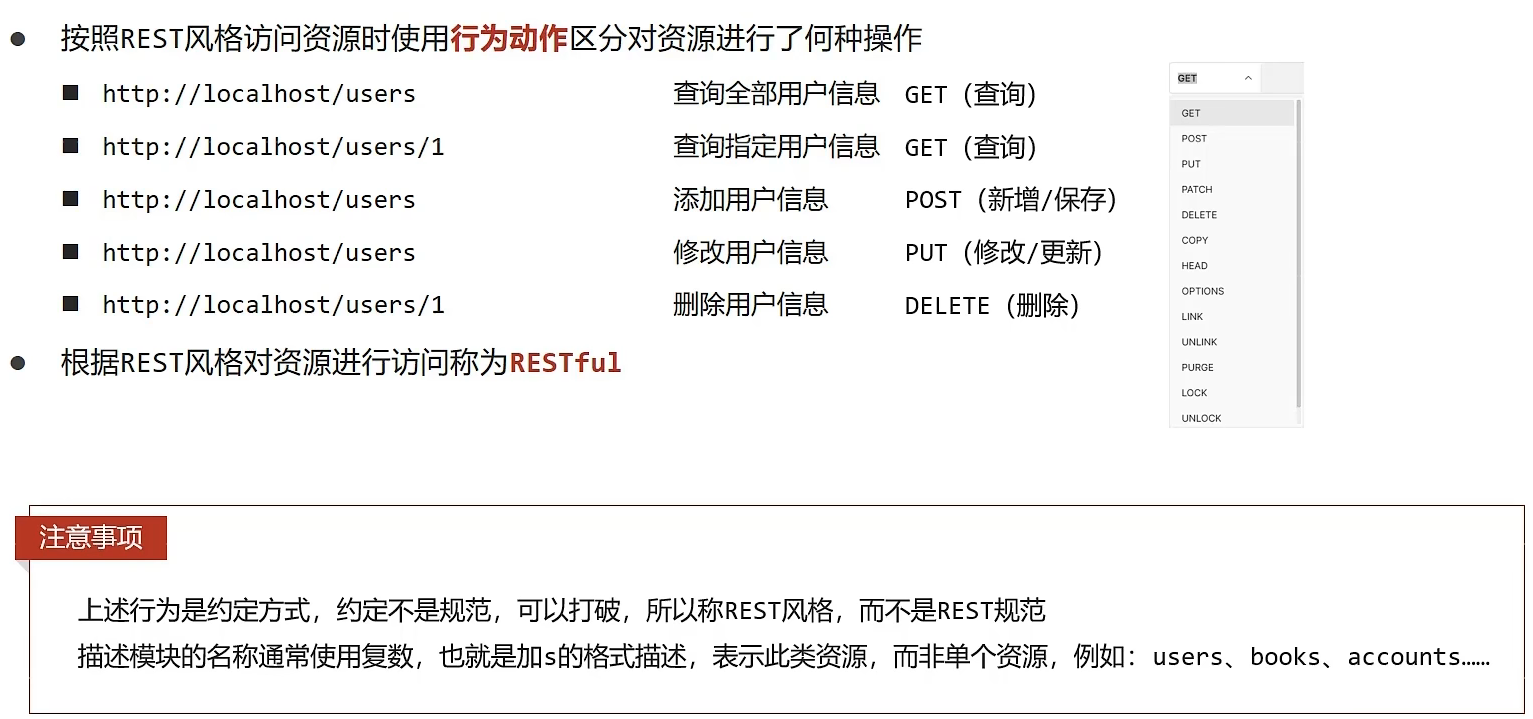 按照REST风格访问资源时使用行为动作区分对资源进行了何种操作
http://localhost/users 查询全部用户信息 GET（查询）
http://localhost/users/1 查询指定用户信息 GET（查询）
http://localhost/users 添加用户信息 POST（新增/保存）
http://localhost/users 修改用户信息 PUT（修改/更新）
http://localhost/users/1 删除用户信息 DELETE（删除）
根据REST风格对资源进行访问称为RESTful
GET
GET
POST
PUT
PATCH
DELETE
COPY
HEAD
OPTIONS
LINK
UNLINK
PURGE
LOCK
UNLOCK
注意事项
上述行为是约定方式，约定不是规范，可以打破，所以称REST风格，而不是REST规范
描述模块的名称通常使用复数，也就是加s的格式描述，表示此类资源，而非单个资源，例如：users、books、accounts……